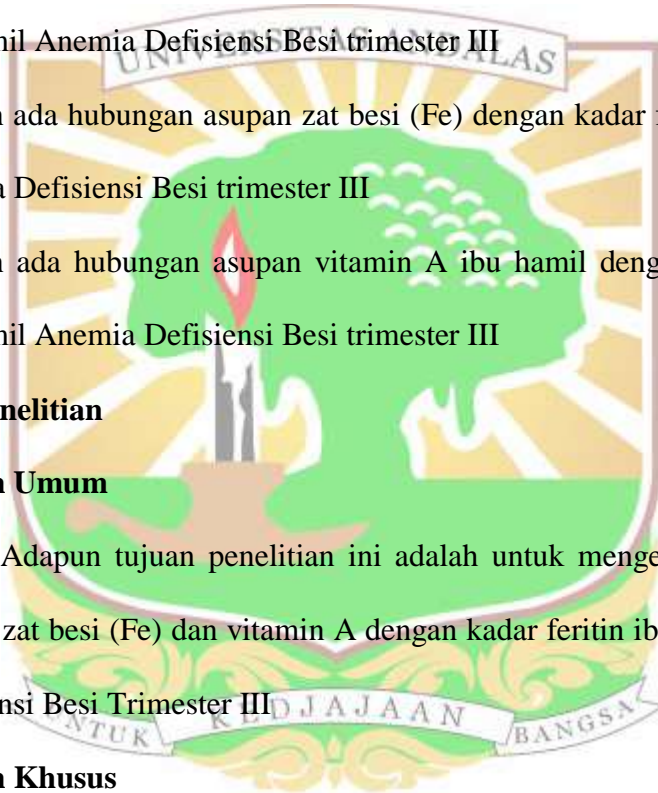 mil Anemia Defisiensi Besi trimester III
UNIVERSITAS ANDALAS
ada hubungan asupan zat besi (Fe) dengan kadar
a Defisiensi Besi trimester III
ada hubungan asupan vitamin A ibu hamil deng
mil Anemia Defisiensi Besi trimester III
nelitian
n Umum
Adapun tujuan penelitian ini adalah untuk menge
zat besi (Fe) dan vitamin A dengan kadar feritin ib
nsi Besi Trimester III
UNTUK KEDJAJAAN BANGSA
n Khusus